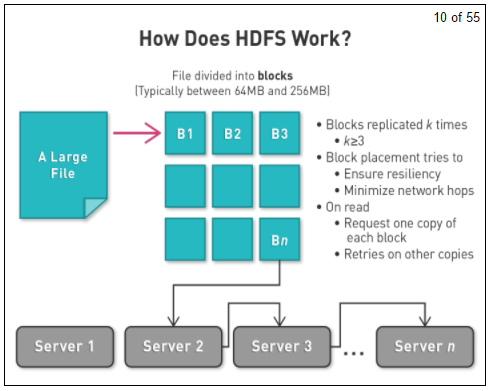 10 of 55
How Does HDFS Work?
File divided into blocks
(Typically between 64MB and 256MB)
A Large
File
B1 B2 B3
Bn
• Blocks replicated k times
• k≥3
• Block placement tries to
• Ensure resiliency
• Minimize network hops
• On read
• Request one copy of
each block
• Retries on other copies
Server 1 Server 2 Server 3 ... Server n